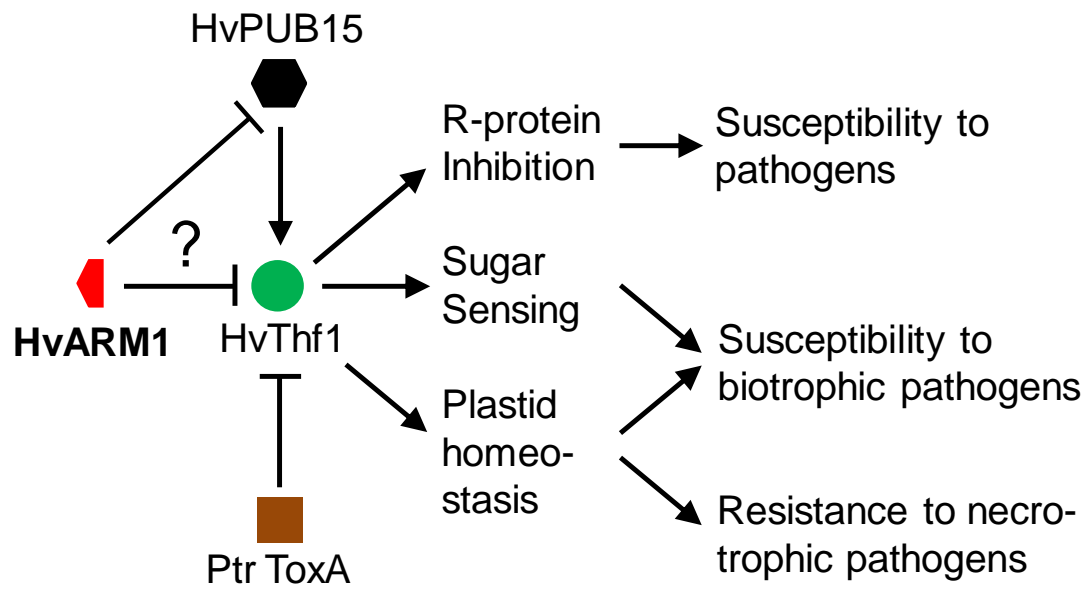 HvPUB15
R-protein
Inhibition
Susceptibility to
pathogens
?
Sugar
Sensing
HvARM1
HvThf1
Susceptibility to
biotrophic pathogens
Plastid
homeo-
stasis
Resistance to necro-
trophic pathogens
Ptr ToxA